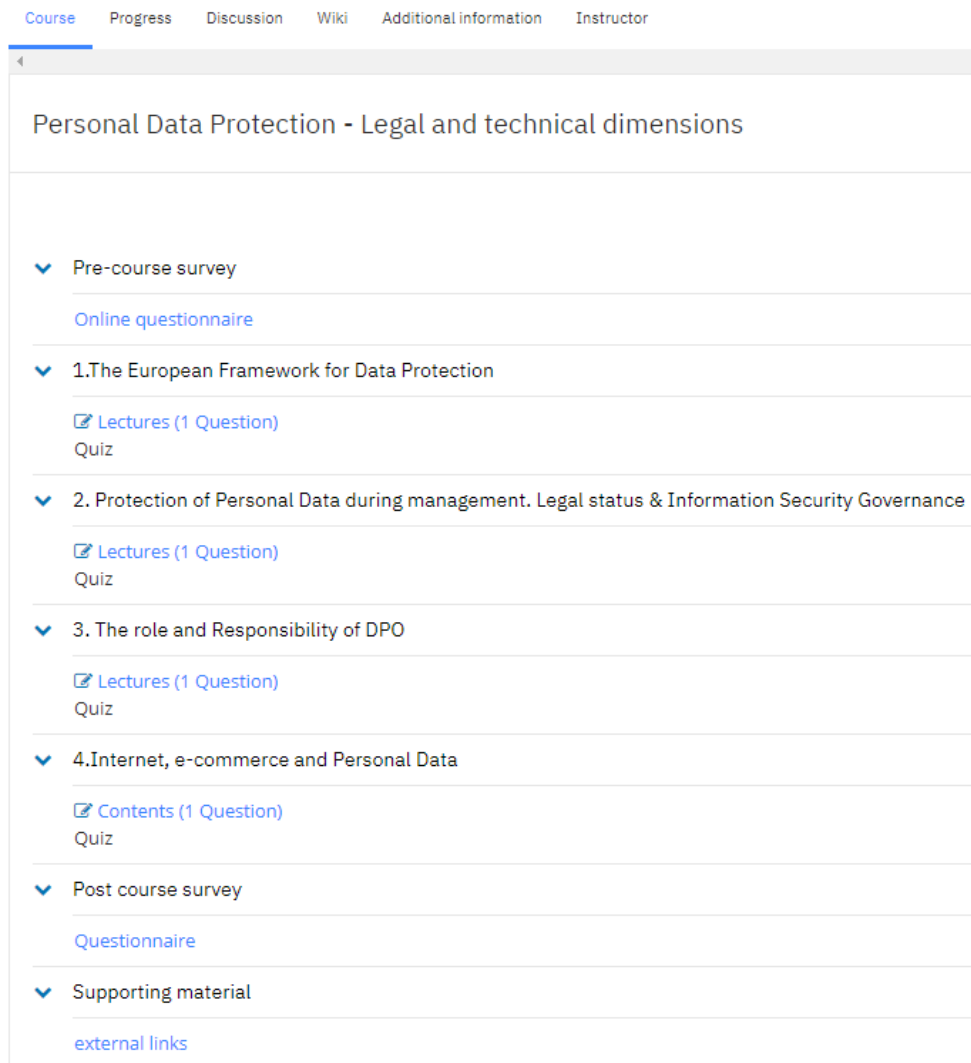 Course Progress Discussion Wiki Additional information Instructor
Personal Data Protection - Legal and technical dimensions
Pre-course survey
Online questionnaire
1.The European Framework for Data Protection
Lectures (1 Question)
Quiz
2. Protection of Personal Data during management. Legal status & Information Security Governance
Lectures (1 Question)
Quiz
3. The role and Responsibility of DPO
Lectures (1 Question)
Quiz
4.Internet, e-commerce and Personal Data
Contents (1 Question)
Quiz
Post course survey
Questionnaire
Supporting material
external links